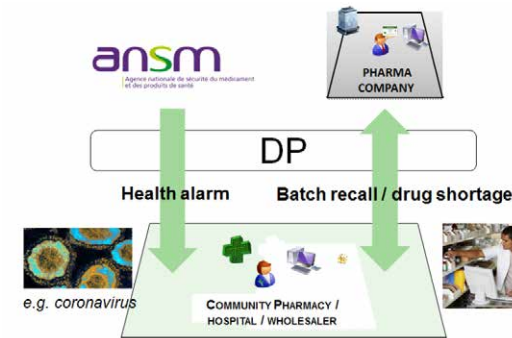 ansm
Agence nationale de sécurité du médicament
et des produits de santé
PHARMA
COMPANY
DP
Health alarm
Batch recall / drug shortage
e.g. coronavirus
COMMUNITY PHARMACY /
HOSPITAL / WHOLESALER